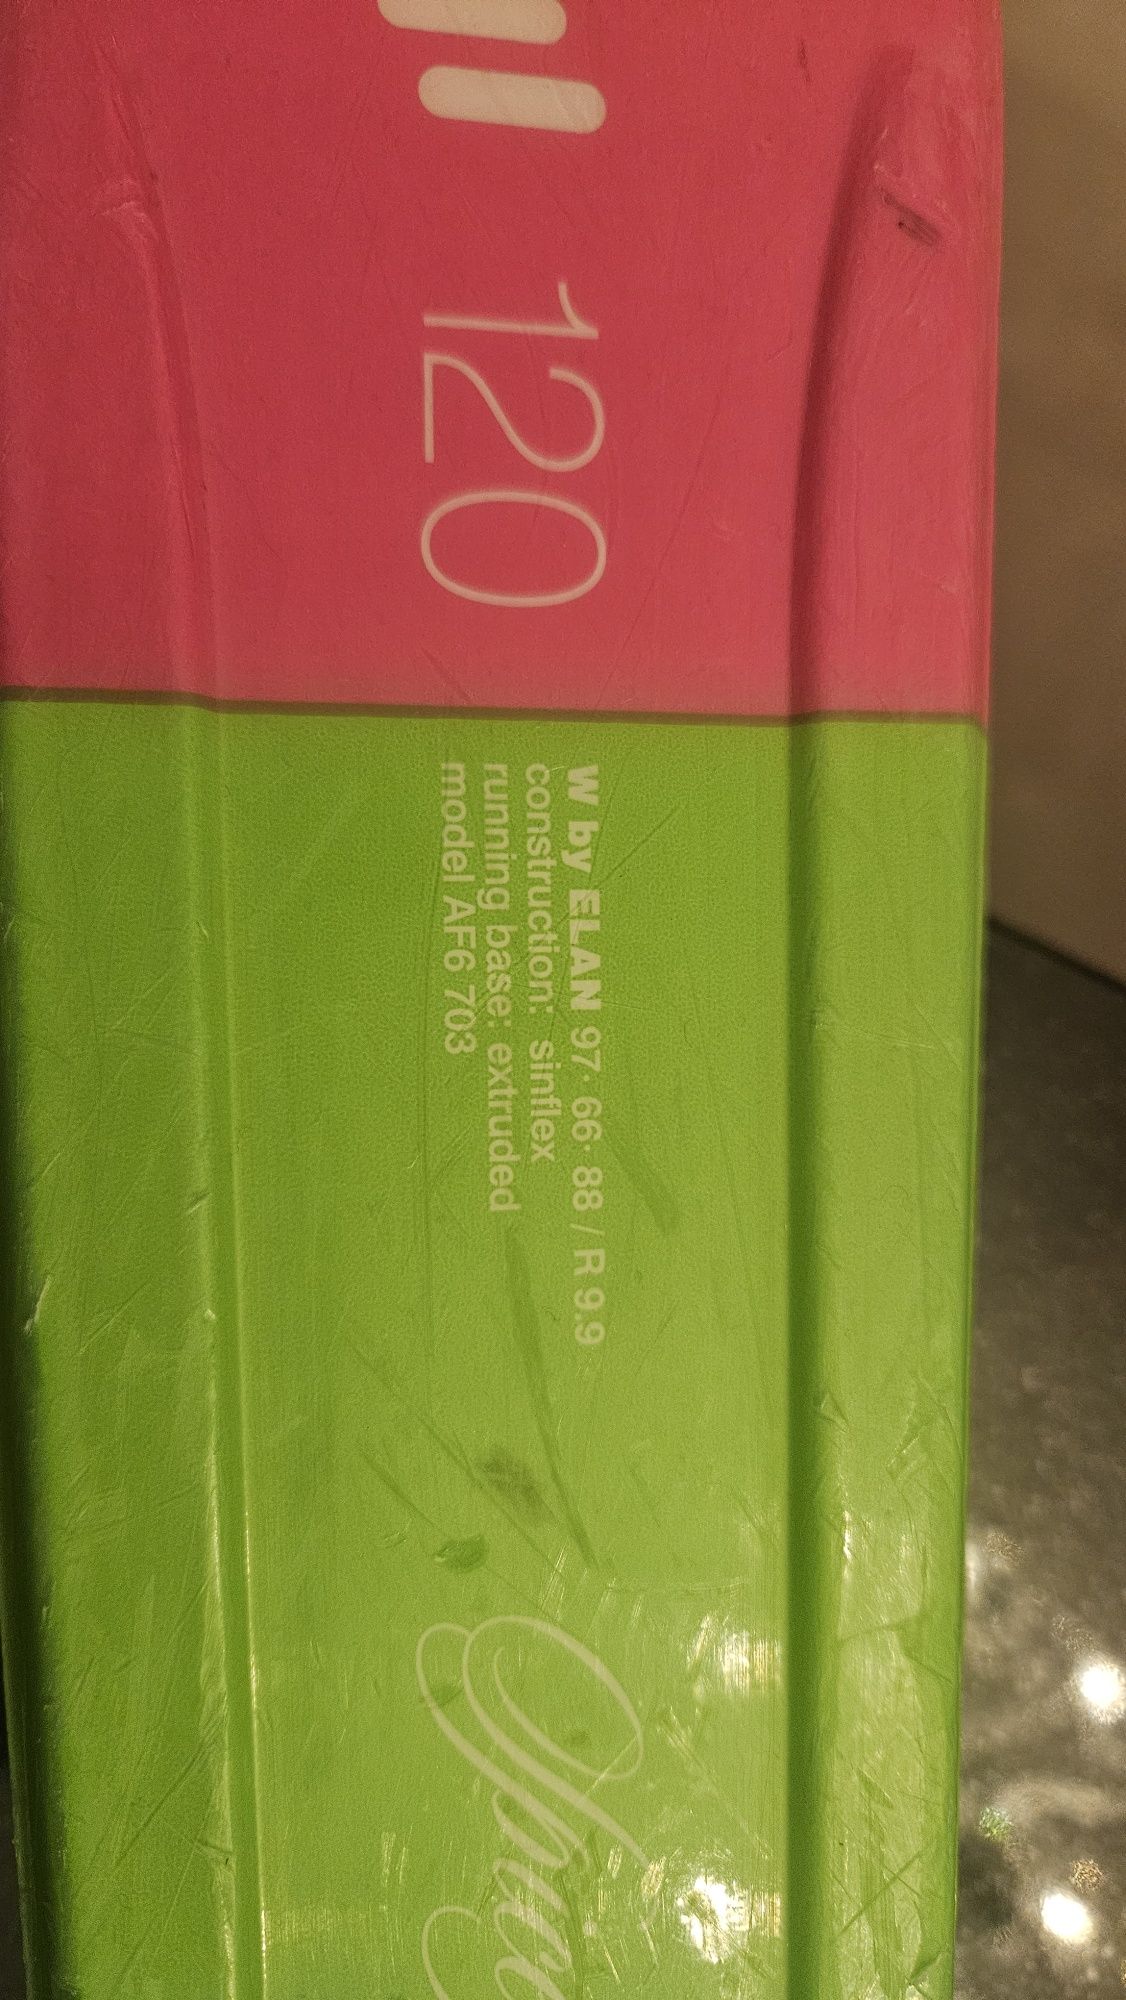 120
W by ELAN 97· 66· 88 / R 9.9
construction: sinflex
running base: extruded
model AF6 703